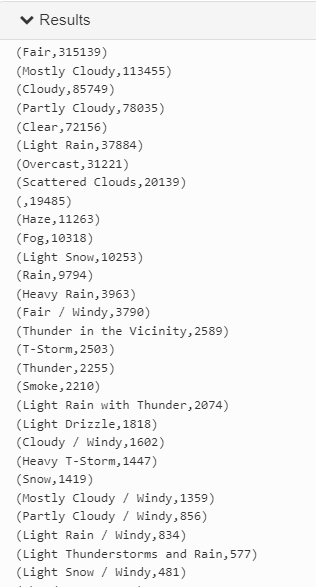 Results
(Fair,315139)
(Mostly Cloudy,113455)
(Cloudy,85749)
(Partly Cloudy,78035)
(Clear,72156)
(Light Rain,37884)
(Overcast,31221)
(Scattered Clouds,20139)
(,19485)
(Haze,11263)
(Fog,10318)
(Light Snow,10253)
(Rain,9794)
(Heavy Rain,3963)
(Fair / Windy,3790)
(Thunder in the Vicinity,2589)
(T-Storm,2503)
(Thunder,2255)
(Smoke,2210)
(Light Rain with Thunder,2074)
(Light Drizzle,1818)
(Cloudy / Windy,1602)
(Heavy T-Storm,1447)
(Snow,1419)
(Mostly Cloudy / Windy,1359)
(Partly Cloudy / Windy,856)
(Light Rain / Windy,834)
(Light Thunderstorms and Rain,577)
(Light Snow / Windy,481)